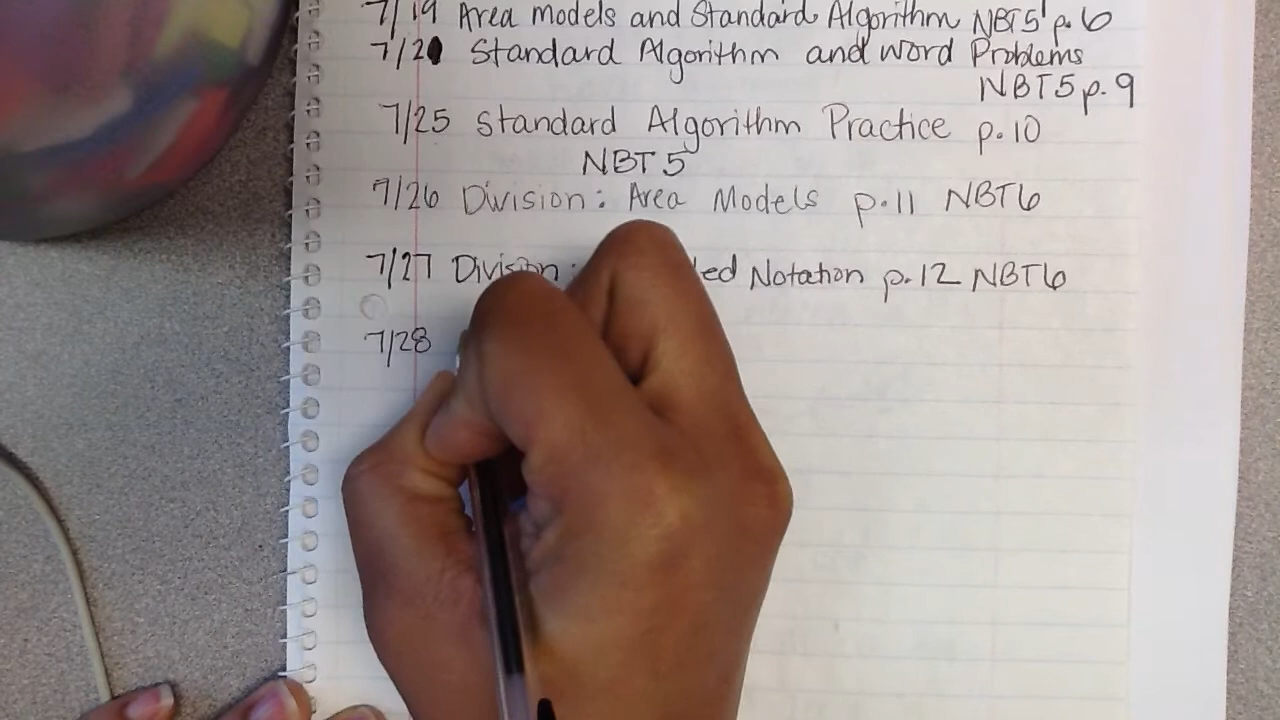 7/19 Area models and Standard Algorithm NBT5 p. 6
7/20 Standard Algorithm and word Problems
NBT5 p. 9
7/25 Standard Algorithm Practice p. 10
NBT5
7/26 Division: Area Models p. 11 NBT6
7/27 Division: Notation p. 12 NBT6
7/28